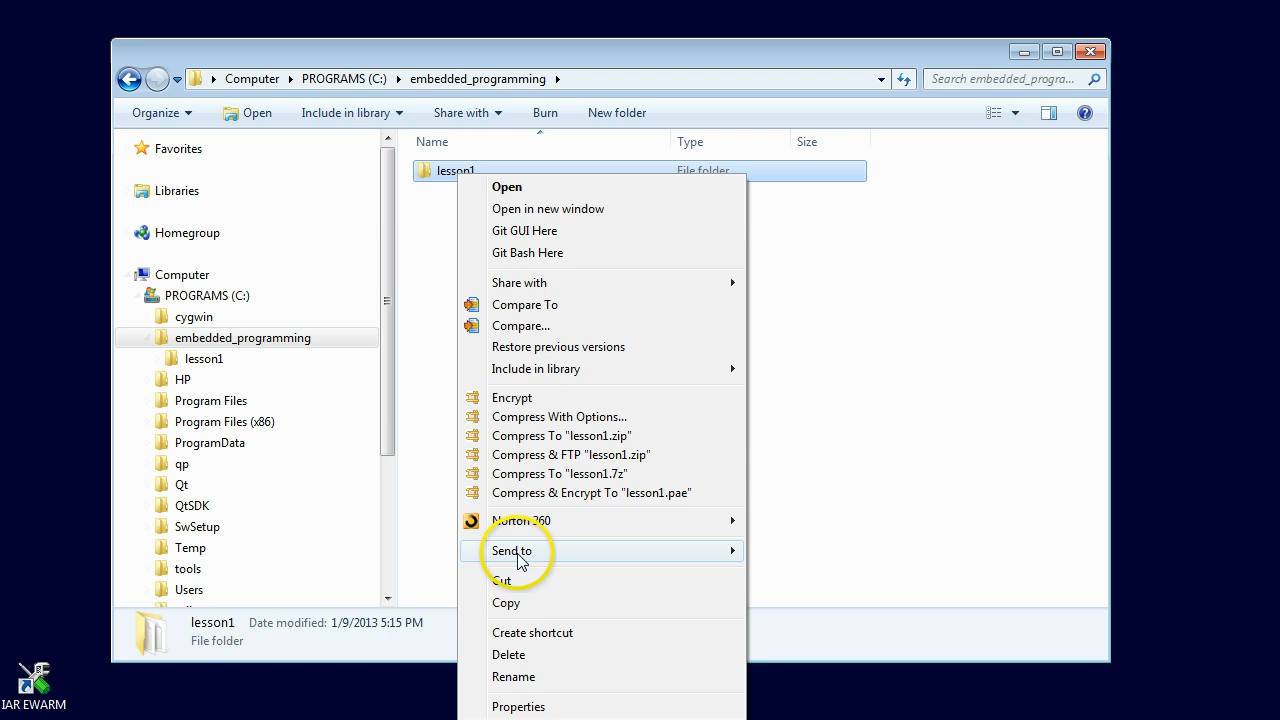 Computer PROGRAMS (C:) embedded_programming
Search embedded_progra...
Organize Open Include in library Share with Burn New folder
Name Type Size
Favorites
Libraries
Homegroup
Computer
PROGRAMS (C:)
cygwin
embedded_programming
lesson1
HP
Program Files
Program Files (x86)
ProgramData
qp
Qt
QtSDK
SwSetup
Temp
tools
Users
lesson1 File folder
Open
Open in new window
Git GUI Here
Git Bash Here
Share with
Compare To
Compare...
Restore previous versions
Include in library
Encrypt
Compress With Options...
Compress To "lesson1.zip"
Compress & FTP "lesson1.zip"
Compress To "lesson1.7z"
Compress & Encrypt To "lesson1.pae"
Norton 360
Send to
Cut
Copy
Create shortcut
Delete
Rename
Properties
lesson1 Date modified: 1/9/2013 5:15 PM
File folder
IAR EWARM